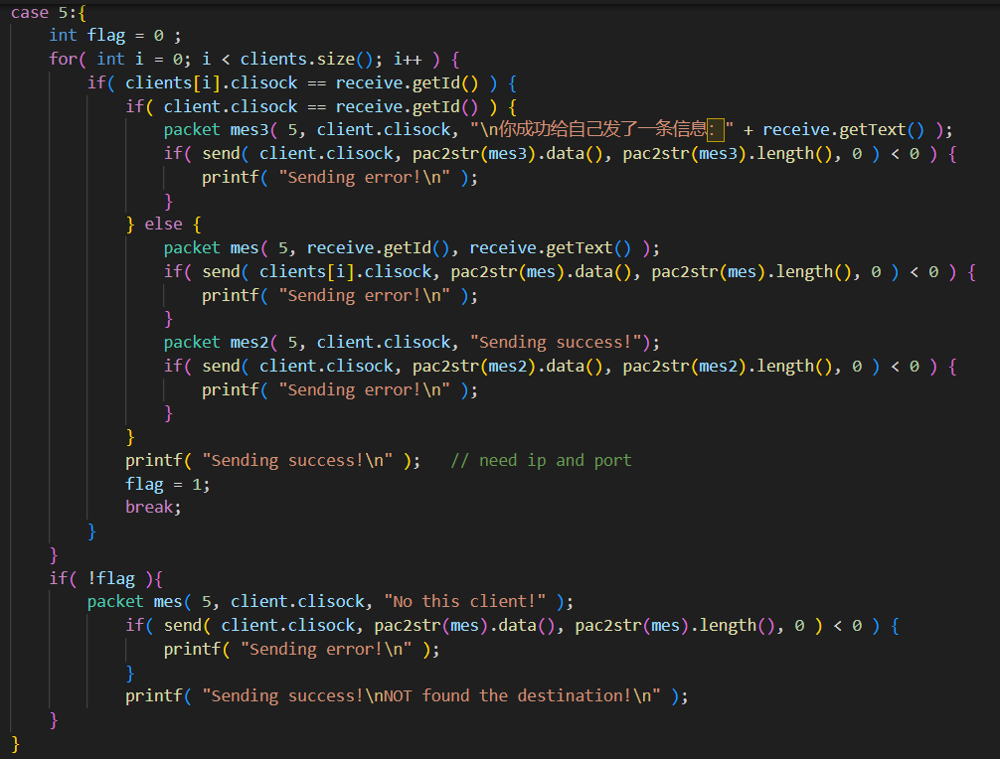 case 5:{
    int flag = 0 ;
    for( int i = 0; i < clients.size(); i++ ) {
        if( clients[i].clisock == receive.getId() ) {
            if( client.clisock == receive.getId() ) {
                packet mes3( 5, client.clisock, "\n你成功给自己发了一条信息：" + receive.getText() );
                if( send( client.clisock, pac2str(mes3).data(), pac2str(mes3).length(), 0 ) < 0 ) {
                    printf( "Sending error!\n" );
                }
            } else {
                packet mes( 5, receive.getId(), receive.getText() );
                if( send( clients[i].clisock, pac2str(mes).data(), pac2str(mes).length(), 0 ) < 0 ) {
                    printf( "Sending error!\n" );
                }
                packet mes2( 5, client.clisock, "Sending success!");
                if( send( client.clisock, pac2str(mes2).data(), pac2str(mes2).length(), 0 ) < 0 ) {
                    printf( "Sending error!\n" );
                }
            }
            printf( "Sending success!\n" );   // need ip and port
            flag = 1;
            break;
        }
    }
    if( !flag ){
        packet mes( 5, client.clisock, "No this client!" );
            if( send( client.clisock, pac2str(mes).data(), pac2str(mes).length(), 0 ) < 0 ) {
                printf( "Sending error!\n" );
            }
            printf( "Sending success!\nNOT found the destination!\n" );
    }
}